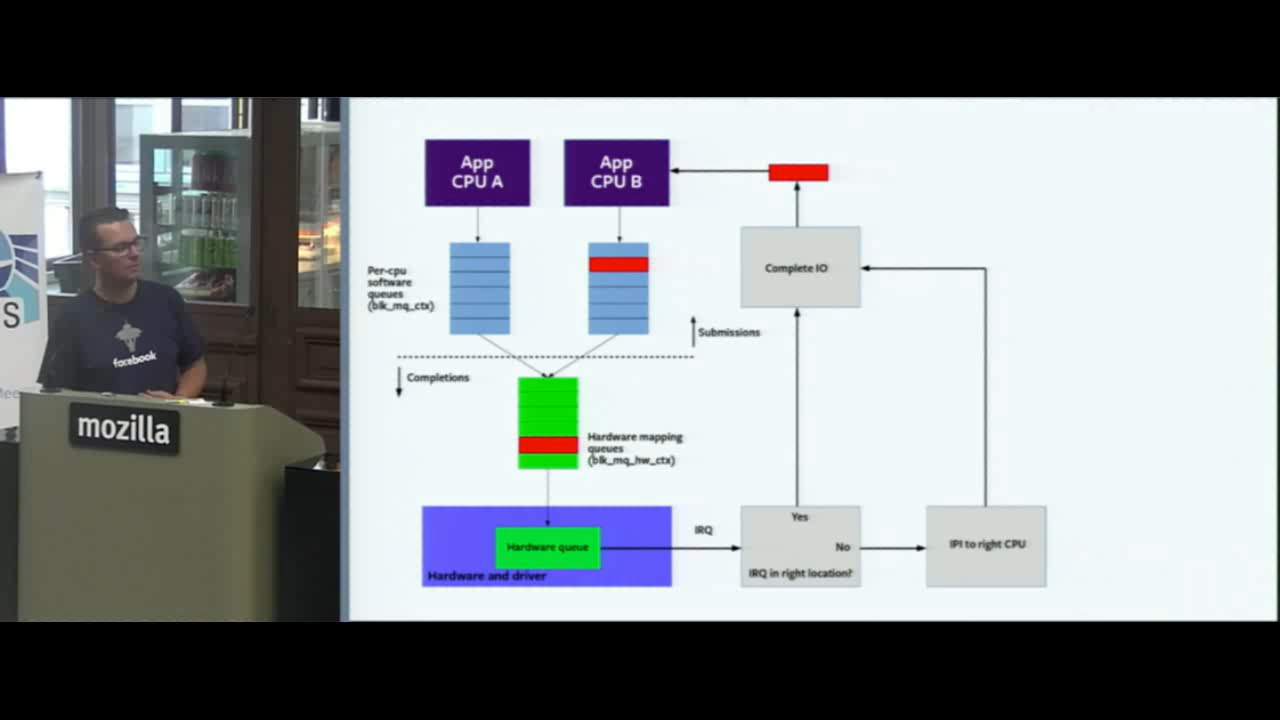 App
CPU A
App
CPU B
Per-cpu
software
queues
(blk_mq_ctx)
Complete IO
Submissions
Completions
Hardware mapping
queues
(blk_mq_hw_ctx)
IRQ
Yes
No
IRQ in right location?
IPI to right CPU
Hardware queue
Hardware and driver
facebook
mozilla
S